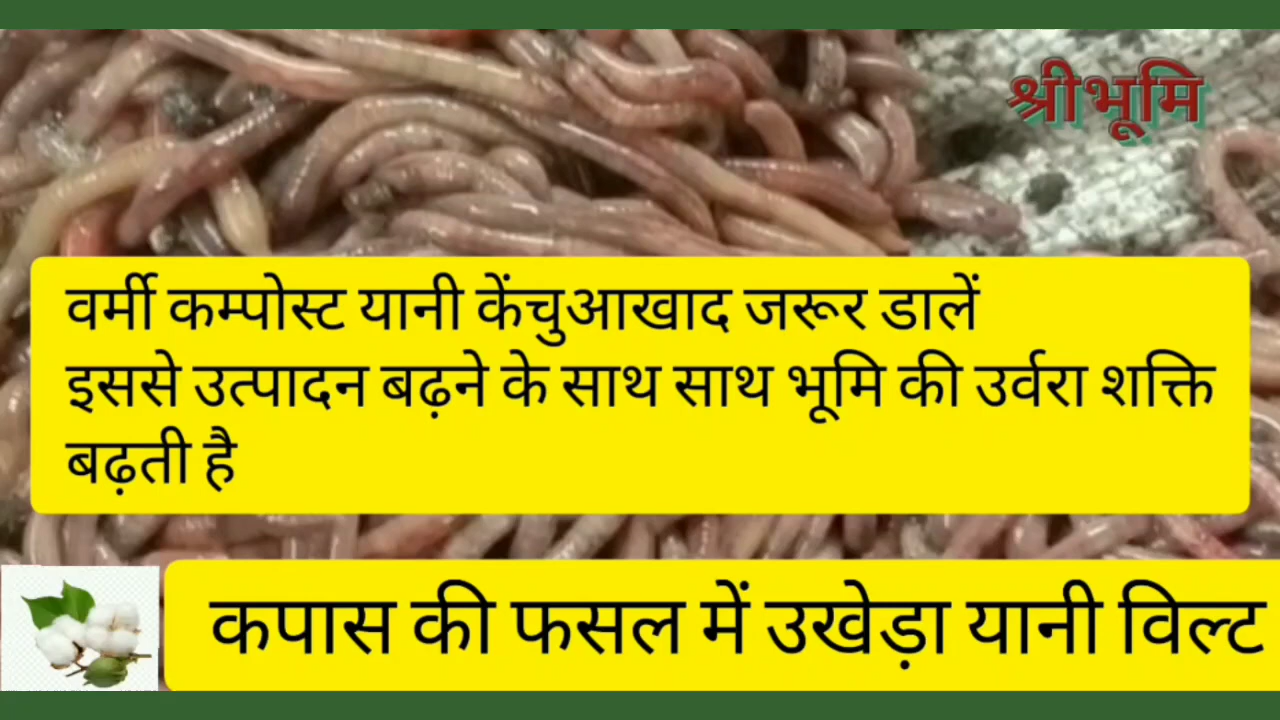 श्रीभूमि
वर्मी कम्पोस्ट यानी केंचुआखाद जरूर डालें
इससे उत्पादन बढ़ने के साथ साथ भूमि की उर्वरा शक्ति
बढ़ती है
कपास की फसल में उखेड़ा यानी विल्ट